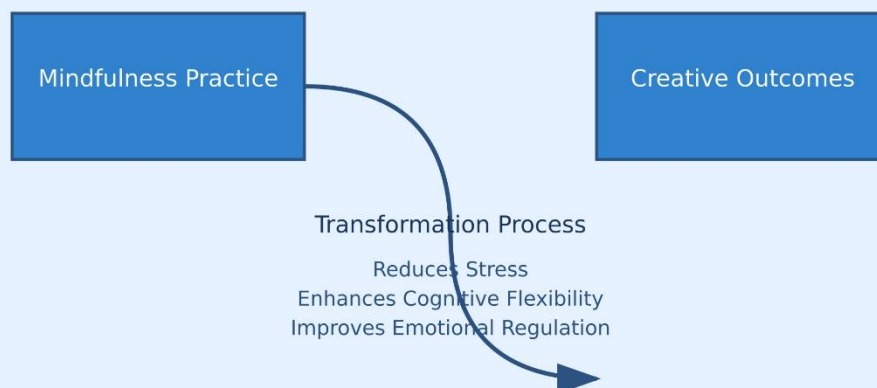 Mindfulness Practice
Creative Outcomes
Transformation Process
Reduces Stress
Enhances Cognitive Flexibility
Improves Emotional Regulation